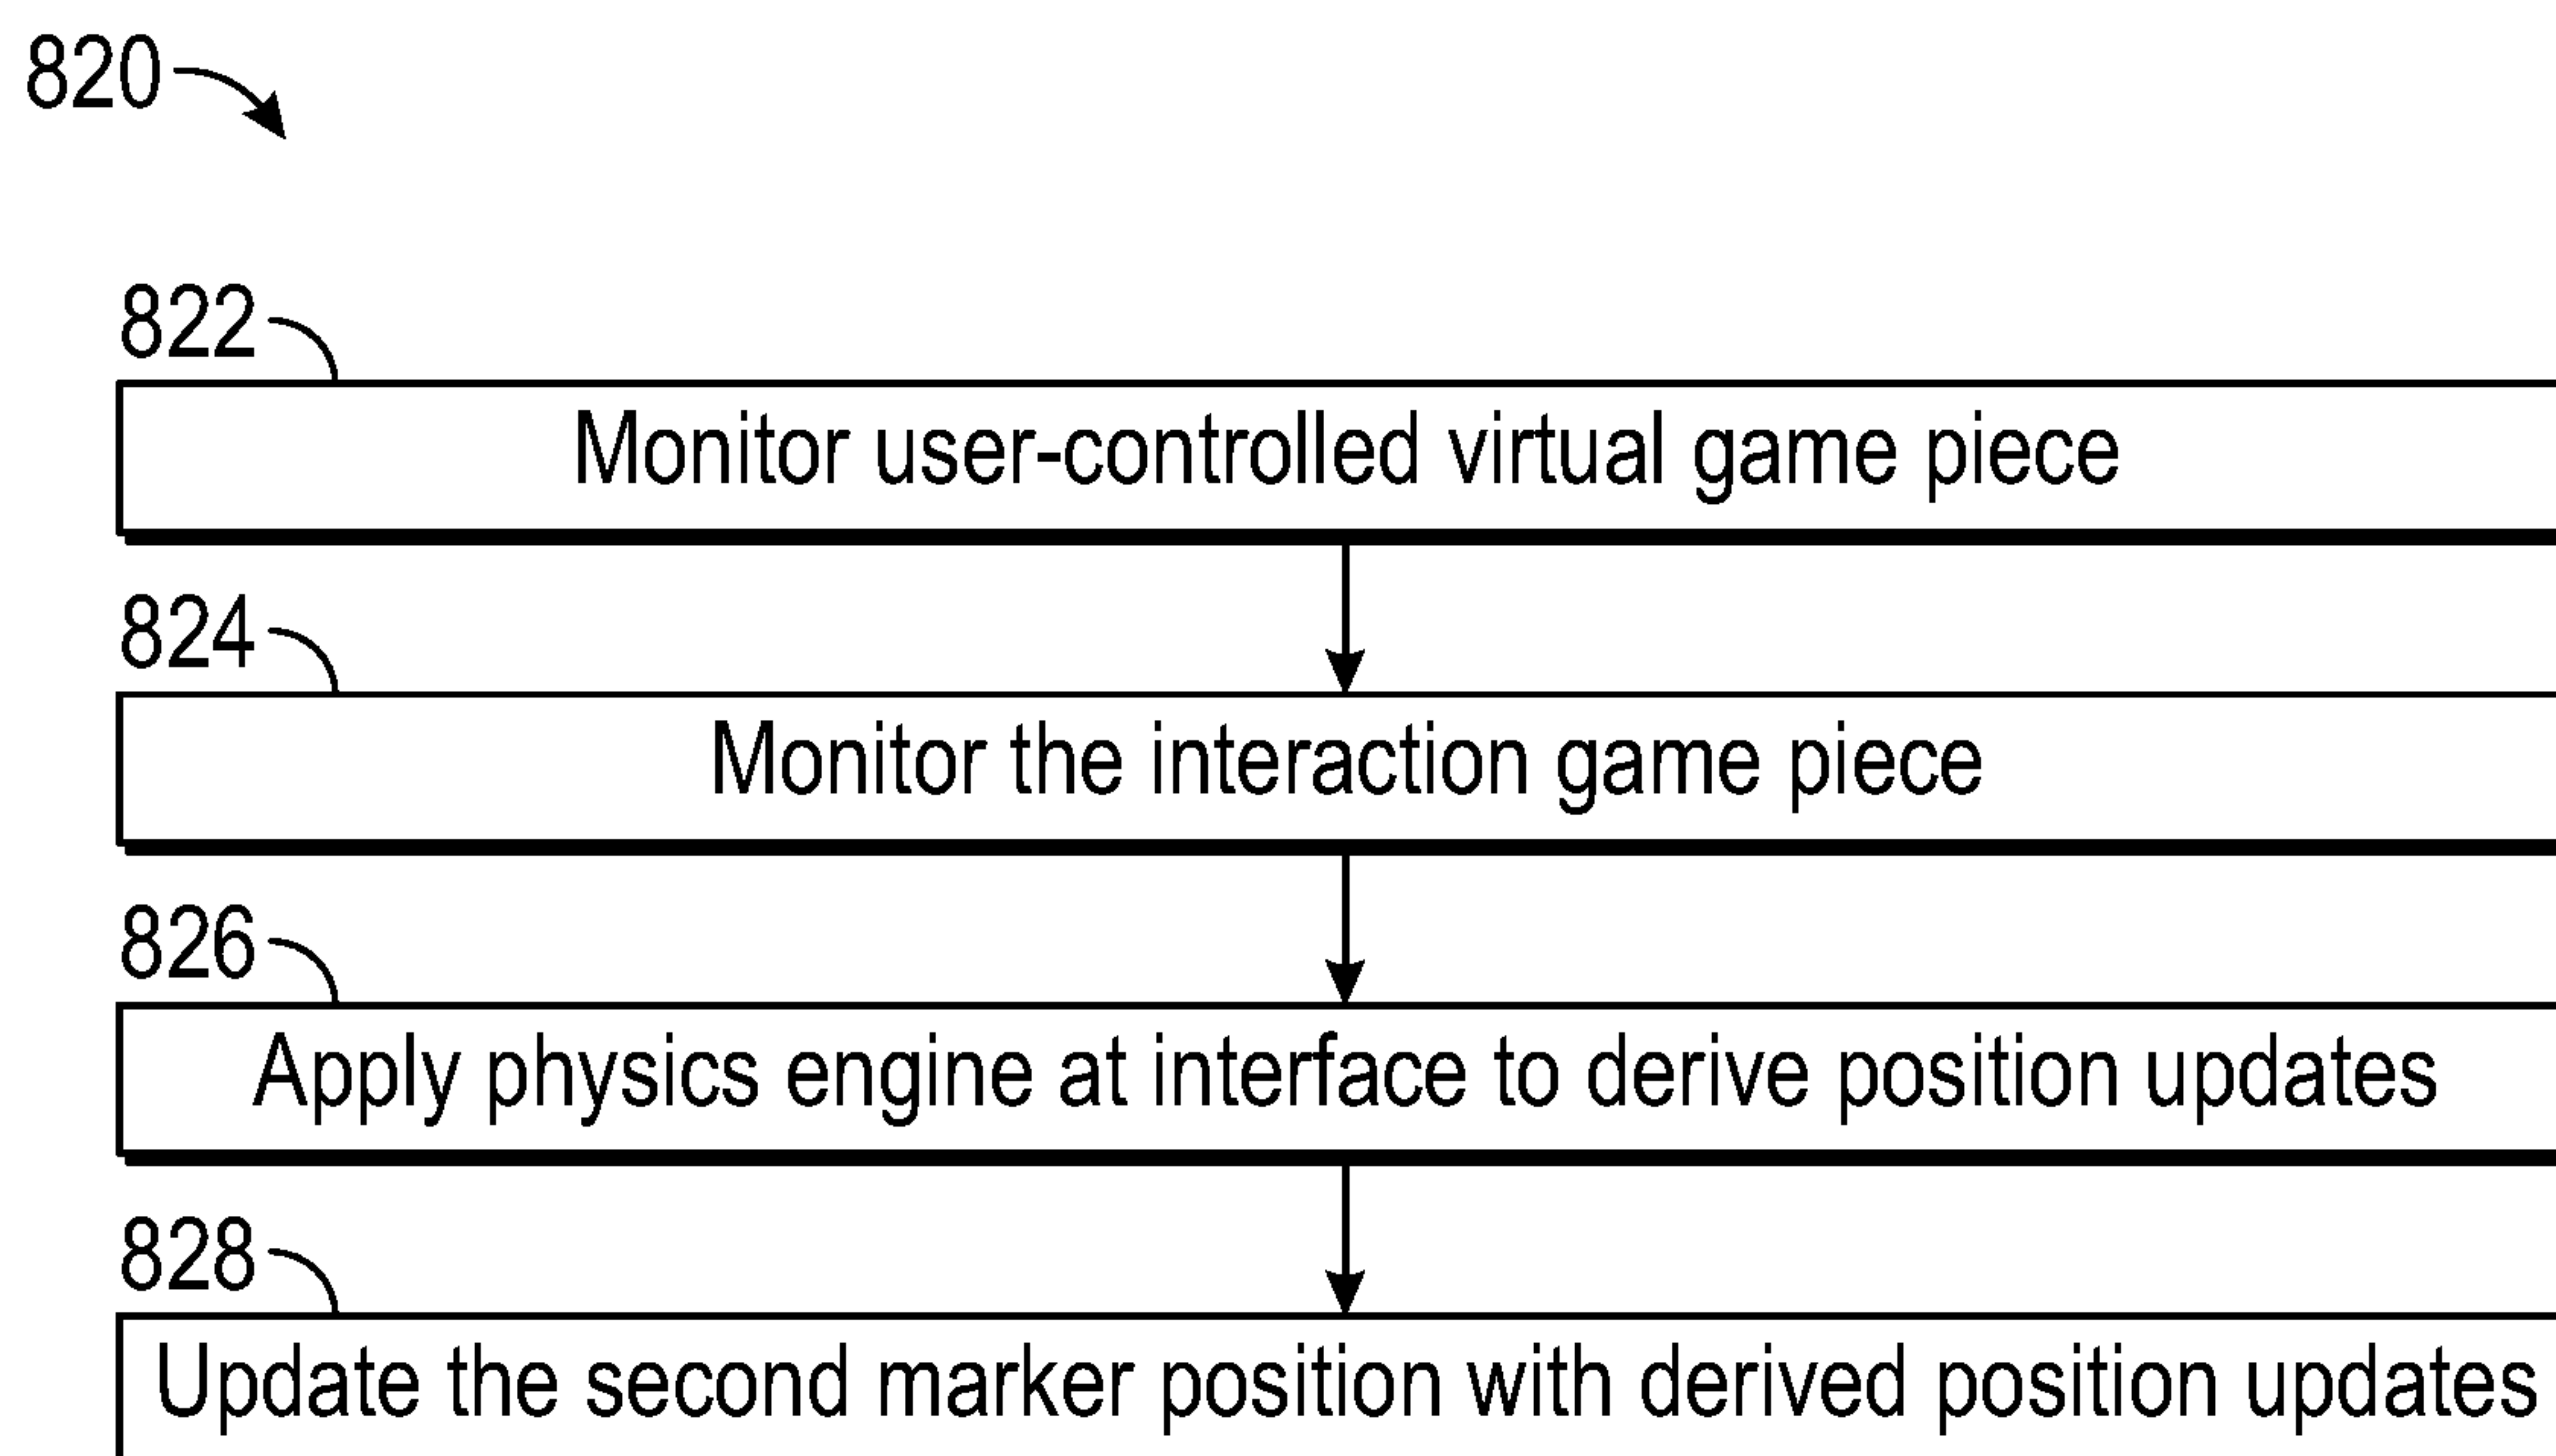 820
822
Monitor user-controlled virtual game piece
824
Monitor the interaction game piece
826
Apply physics engine at interface to derive position updates
828
Update the second marker position with derived position updates